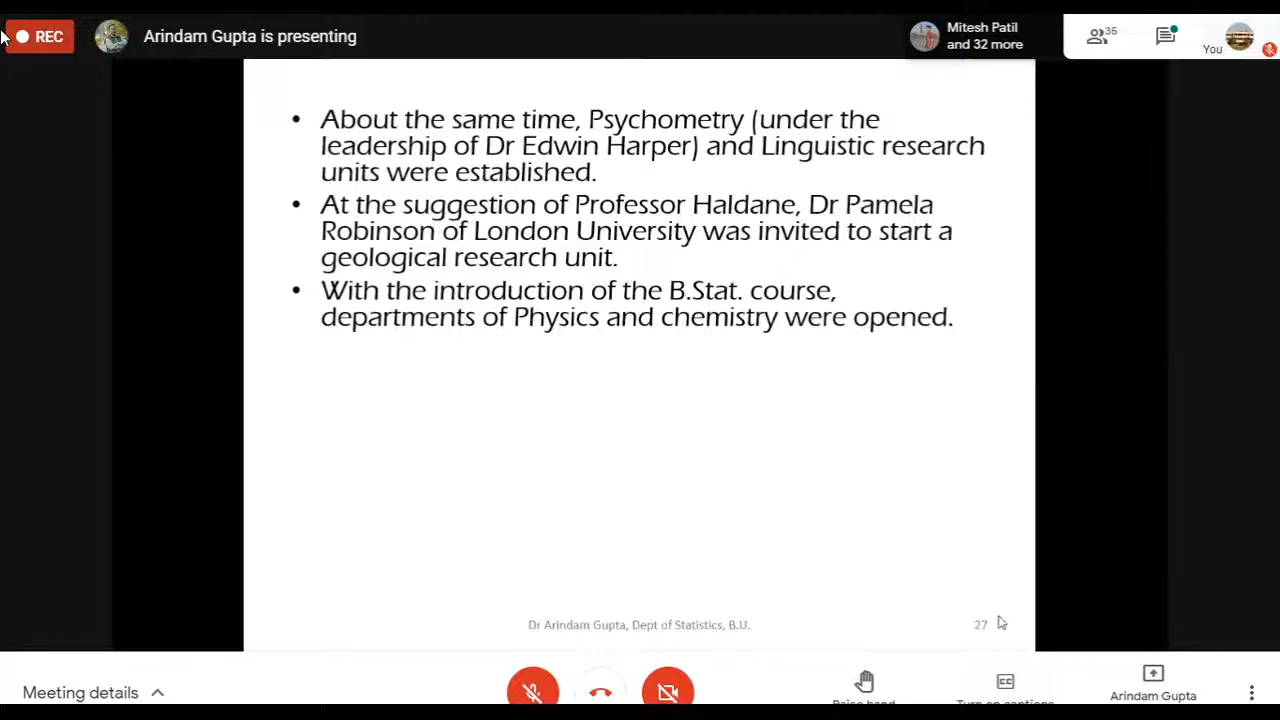 REC
Arindam Gupta is presenting
Mitesh Patil
and 32 more
35
You
• About the same time, Psychometry (under the
leadership of Dr Edwin Harper) and Linguistic research
units were established.
• At the suggestion of Professor Haldane, Dr Pamela
Robinson of London University was invited to start a
geological research unit.
• With the introduction of the B.Stat. course,
departments of Physics and chemistry were opened.
Dr Arindam Gupta, Dept of Statistics, B.U.
27
Meeting details
Raise hand
CC
Turn on captions
Arindam Gupta